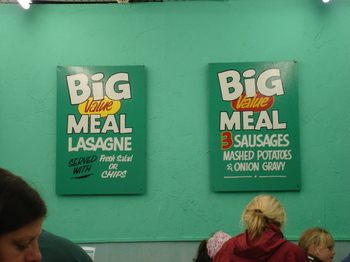 BiG
Value
MEAL
LASAGNE
SERVED WITH
Fresh Salad
OR
CHIPS
BiG
Value
MEAL
3 SAUSAGES
MASHED POTATOES
& ONION GRAVY